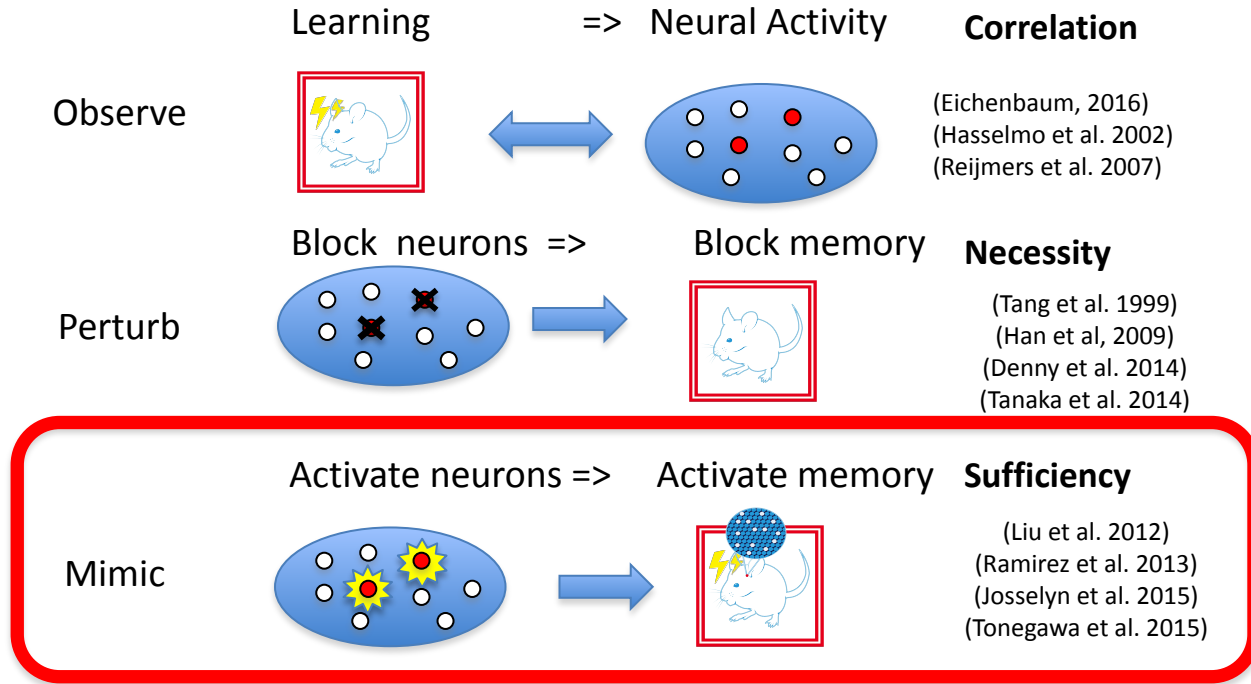 Learning => Neural Activity Correlation
Observe
(Eichenbaum, 2016)
(Hasselmo et al. 2002)
(Reijmers et al. 2007)
Block neurons => Block memory Necessity
Perturb
(Tang et al. 1999)
(Han et al, 2009)
(Denny et al. 2014)
(Tanaka et al. 2014)
Activate neurons => Activate memory Sufficiency
Mimic
(Liu et al. 2012)
(Ramirez et al. 2013)
(Josselyn et al. 2015)
(Tonegawa et al. 2015)